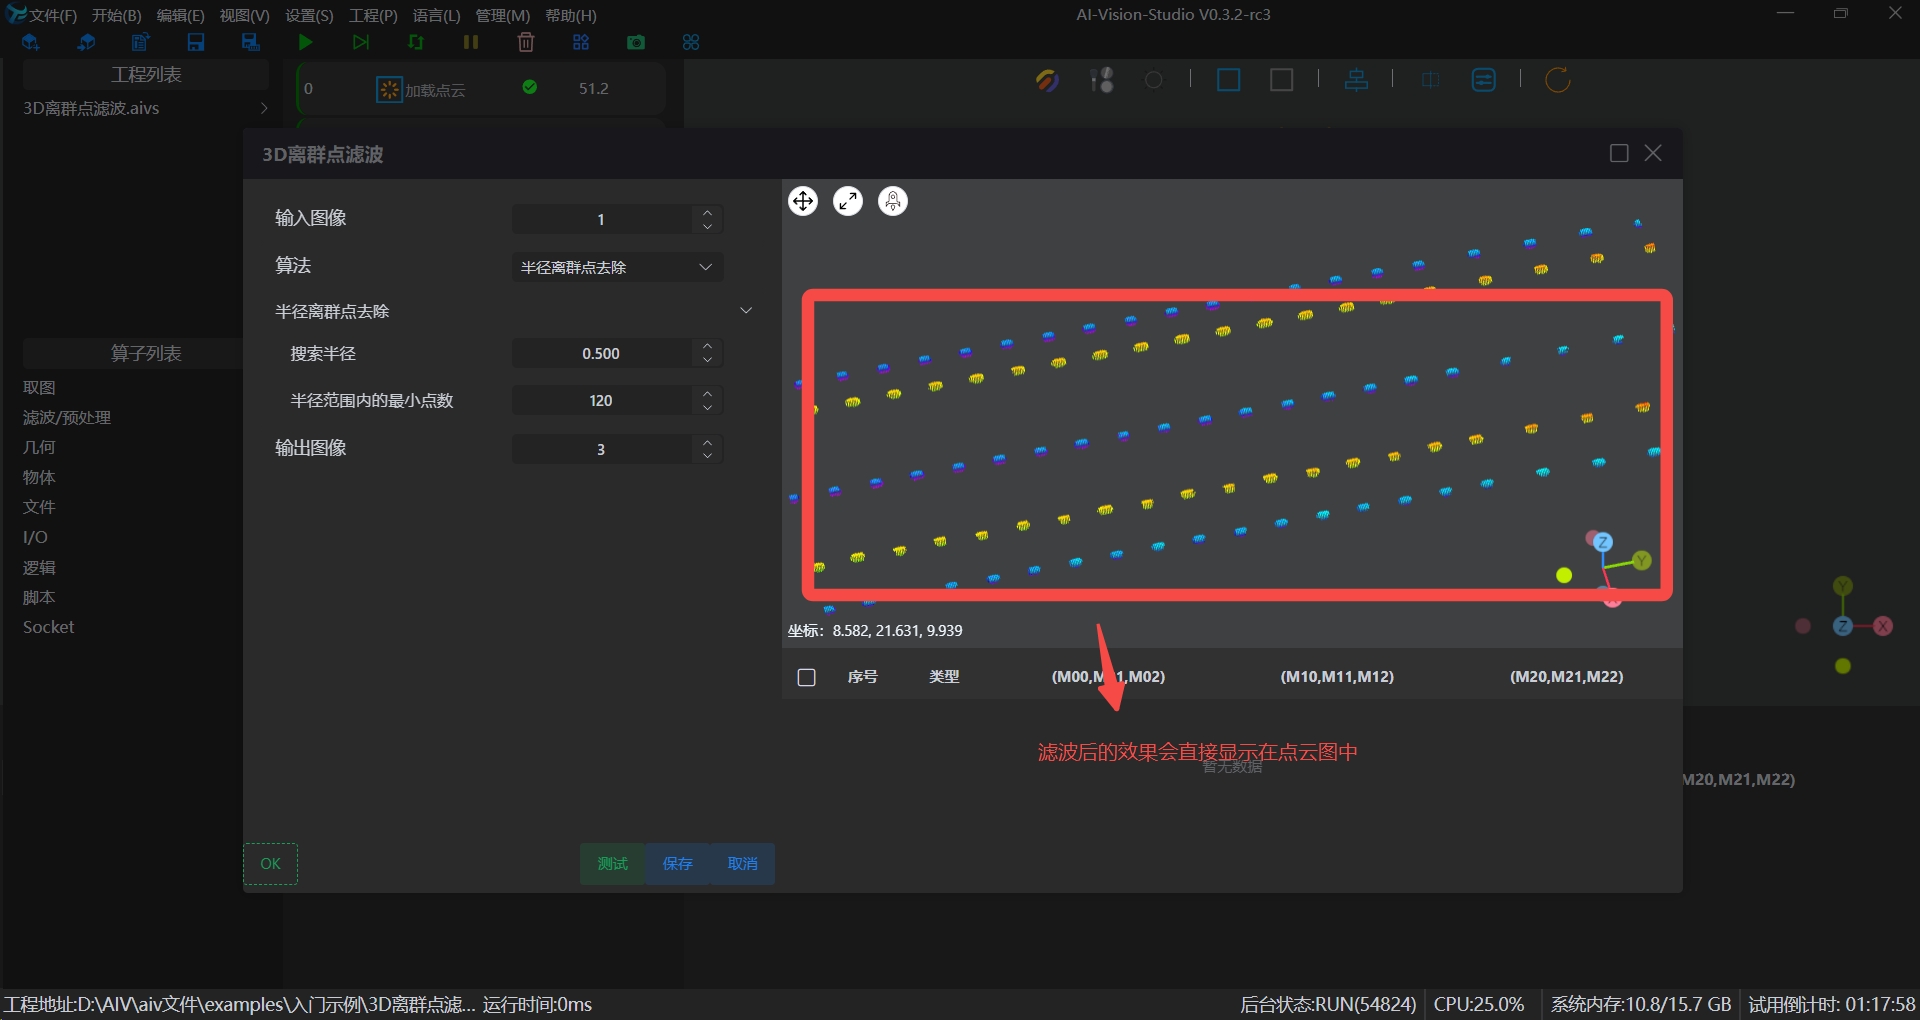 文件(F) 开始(B) 编辑(E) 视图(V) 设置(S) 工程(P) 语言(L) 管理(M) 帮助(H)
AI-Vision-Studio V0.3.2-rc3
工程列表
3D离群点滤波.aivs
0 加载点云 51.2
3D离群点滤波
输入图像 1
算法 半径离群点去除
半径离群点去除
搜索半径 0.500
半径范围内的最小点数 120
输出图像 3
算子列表
取图
滤波/预处理
几何
物体
文件
I/O
逻辑
脚本
Socket
Z
Y
坐标: 8.582, 21.631, 9.939
序号 类型 (M00,M01,M02) (M10,M11,M12) (M20,M21,M22)
滤波后的效果会直接显示在点云图中
暂无数据
Y
Z X
M20,M21,M22)
OK 测试 保存 取消
工程地址:D:\AIV\aiv文件\examples\入门示例\3D离群点滤... 运行时间:0ms
后台状态:RUN(54824) CPU:25.0% 系统内存:10.8/15.7 GB 试用倒计时: 01:17:58